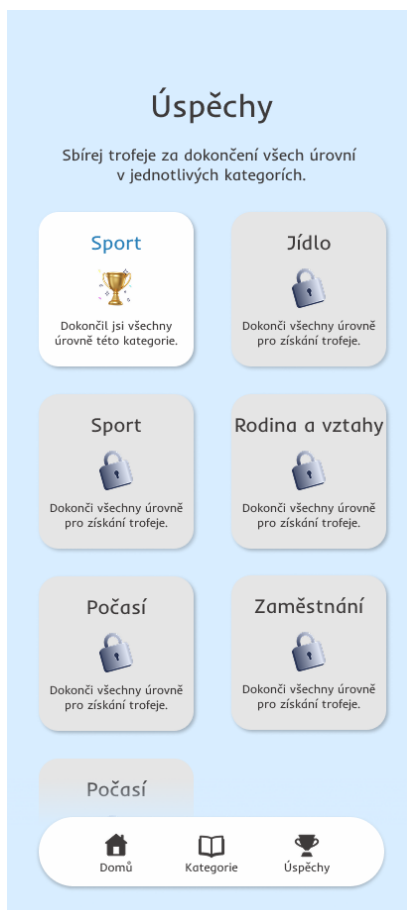 Úspěchy
Sbírej trofeje za dokončení všech úrovní
v jednotlivých kategorích.
Sport
Dokončil jsi všechny
úrovně této kategorie.
Jídlo
Dokonči všechny úrovně
pro získání trofeje.
Sport
Dokonči všechny úrovně
pro získání trofeje.
Rodina a vztahy
Dokonči všechny úrovně
pro získání trofeje.
Počasí
Dokonči všechny úrovně
pro získání trofeje.
Zaměstnání
Dokonči všechny úrovně
pro získání trofeje.
Počasí
Domů
Kategorie
Úspěchy